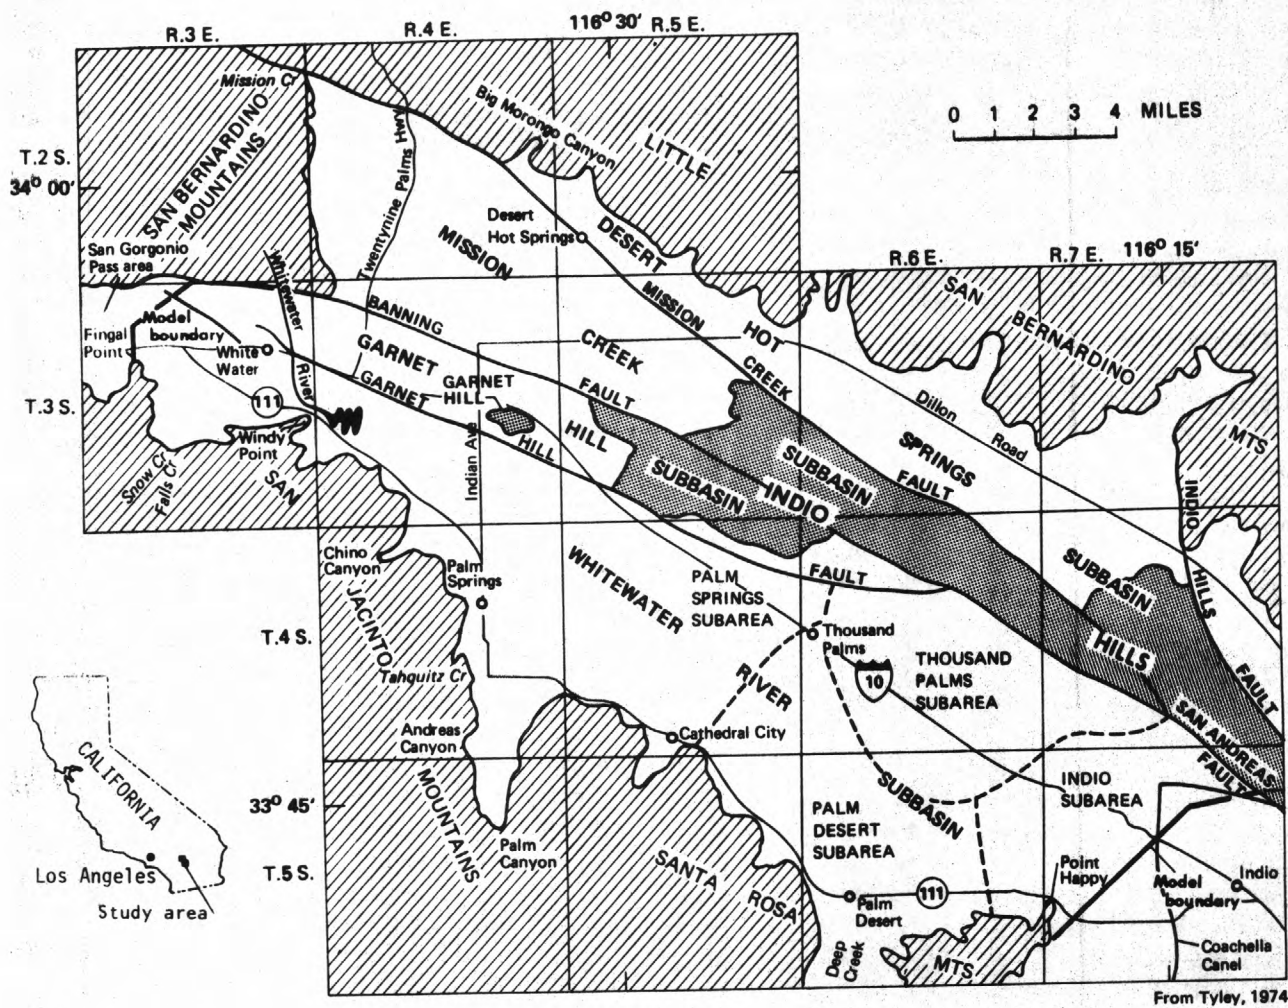 R.3 E.
R.4 E.
116° 30'
R.5 E.
Mission Cr
Big Morongo Canyon
LITTLE
0 1 2 3 4 MILES
T.2 S.
34° 00'
SAN BERNARDINO
MOUNTAINS
Twentynine Palms Hwy
MISSION
Desert
Hot Springs
DESERT
San Gorgonio
Pass area
Whitewater
River
R.6 E.
R.7 E.
116° 15'
SAN
BERNARDINO
MTS
BANNING
FAULT
MISSION
CREEK
FAULT
HOT
SPRINGS
SUBBASIN
Model
boundary
Fingal
Point
White
Water
GARNET
HILL
SUBBASIN
CREEK
SUBBASIN
GARNET
HILL
Dillon
Road
T.3 S.
111
GARNET
HILL
FAULT
Indian Ave
Windy
Point
Snow Cr
Falls Cr
SAN
JACINTO
MOUNTAINS
INDIO
HILLS
INDIO
HILLS
FAULT
Chino
Canyon
Palm
Springs
WHITEWATER
RIVER
SUBBASIN
PALM
SPRINGS
SUBAREA
T.4 S.
Thousand
Palms
10
THOUSAND
PALMS
SUBAREA
Tahquitz Cr
Andreas
Canyon
Cathedral City
SAN ANDREAS
FAULT
CALIFORNIA
Los Angeles
Study area
33° 45'
INDIO
SUBAREA
PALM
DESERT
SUBAREA
Palm
Canyon
T.5 S.
SANTA
ROSA
MTS
Point
Happy
Model
boundary
Indio
111
Palm
Desert
Deep
Creek
Coachella
Canel
From Tyley, 1974